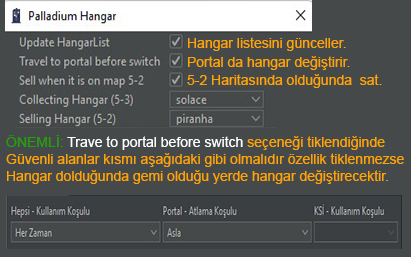 Palladium Hangar
Update HangarList Hangar listesini günceller.
Travel to portal before switch Portal da hangar değiştirir.
Sell when it is on map 5-2 5-2 Haritasında olduğunda sat.
Collecting Hangar (5-3) solace
Selling Hangar (5-2) piranha
ÖNEMLİ: Trave to portal before switch seçeneği tiklendiğinde
Güvenli alanlar kısmı aşağıdaki gibi olmalıdır özellik tiklenmezse
Hangar dolduğunda gemi olduğu yerde hangar değiştirecektir.
Hepsi - Kullanım Koşulu Portal - Atlama Koşulu KSİ - Kullanım Koşulu
Her Zaman Asla